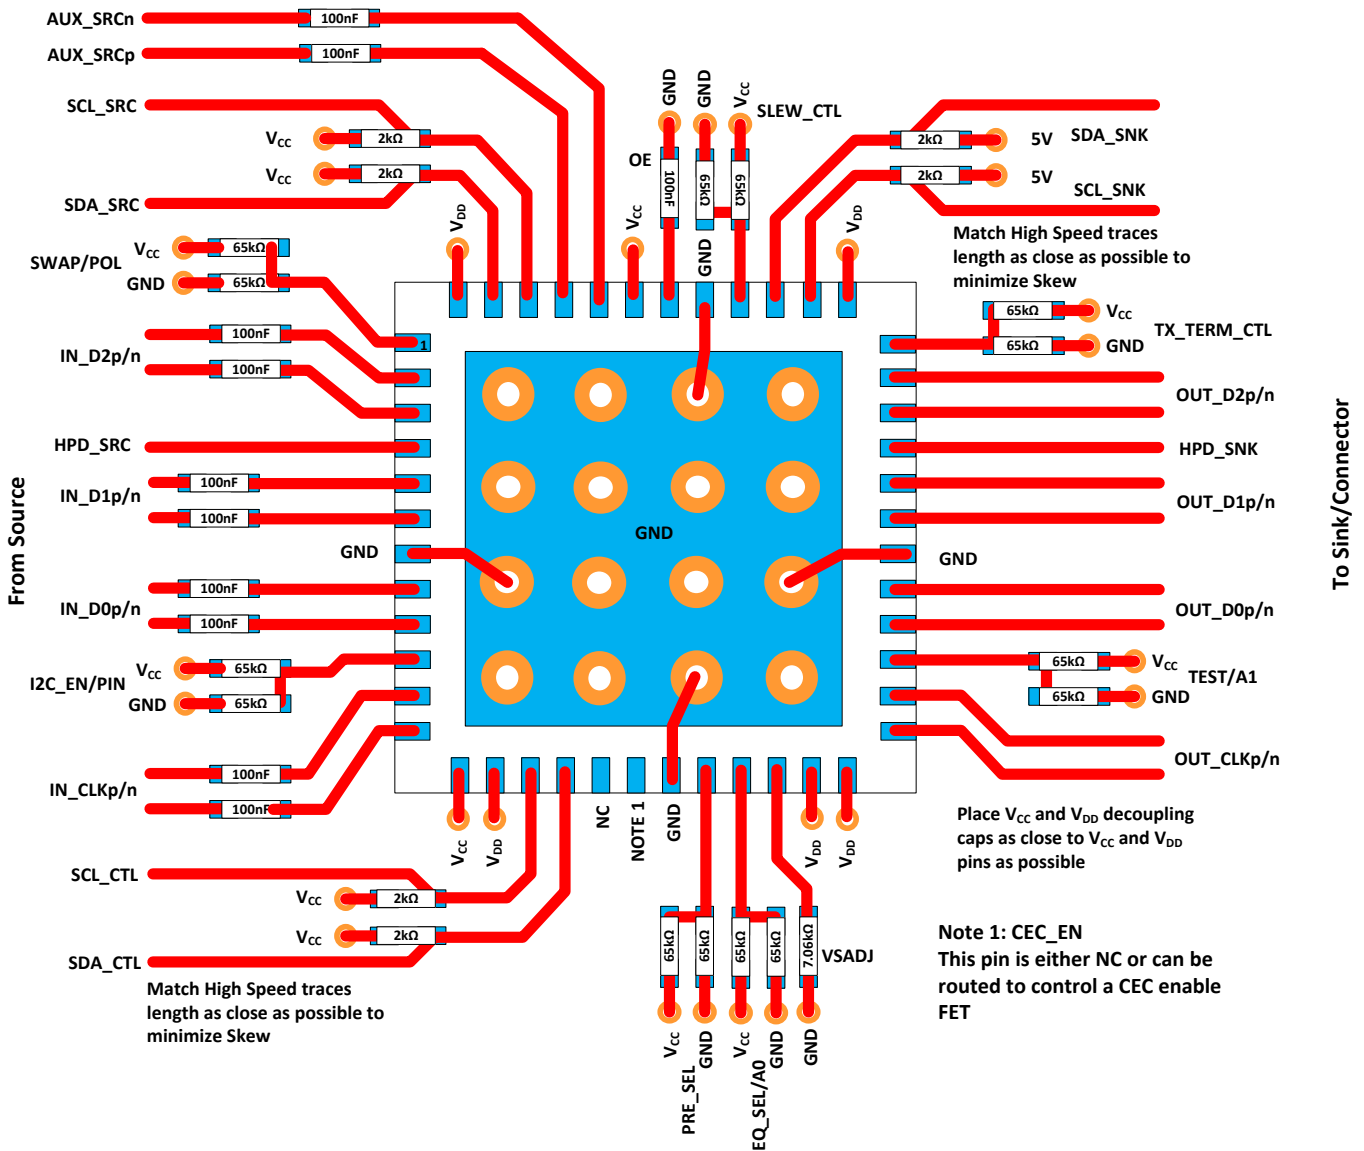 AUX_SRCn
100nF
AUX_SRCp
100nF
SCL_SRC
VCC
2kΩ
VCC
2kΩ
SDA_SRC
VCC
65kΩ
SWAP/POL
GND
65kΩ
IN_D2p/n
100nF
100nF
HPD_SRC
IN_D1p/n
100nF
100nF
GND
IN_D0p/n
100nF
100nF
VCC
65kΩ
I2C_EN/PIN
GND
65kΩ
IN_CLKp/n
100nF
100nF
From Source
SCL_CTL
VCC
2kΩ
VCC
2kΩ
SDA_CTL
Match High Speed traces
length as close as possible to
minimize Skew
VDD
VCC
GND
OE
100nF
GND
65kΩ
VCC
65kΩ
SLEW_CTL
GND
VDD
1
GND
2kΩ
5V
SDA_SNK
2kΩ
5V
SCL_SNK
Match High Speed traces
length as close as possible to
minimize Skew
65kΩ
VCC
TX_TERM_CTL
65kΩ
GND
OUT_D2p/n
HPD_SNK
OUT_D1p/n
GND
OUT_D0p/n
65kΩ
VCC
TEST/A1
65kΩ
GND
OUT_CLKp/n
To Sink/Connector
VCC
VDD
NC
NOTE 1
GND
VDD
VDD
65kΩ
65kΩ
65kΩ
65kΩ
7.06kΩ
VSADJ
VCC
GND
PRE_SEL
VCC
GND
EQ_SEL/A0
GND
Place VCC and VDD decoupling
caps as close to VCC and VDD
pins as possible
Note 1: CEC_EN
This pin is either NC or can be
routed to control a CEC enable
FET